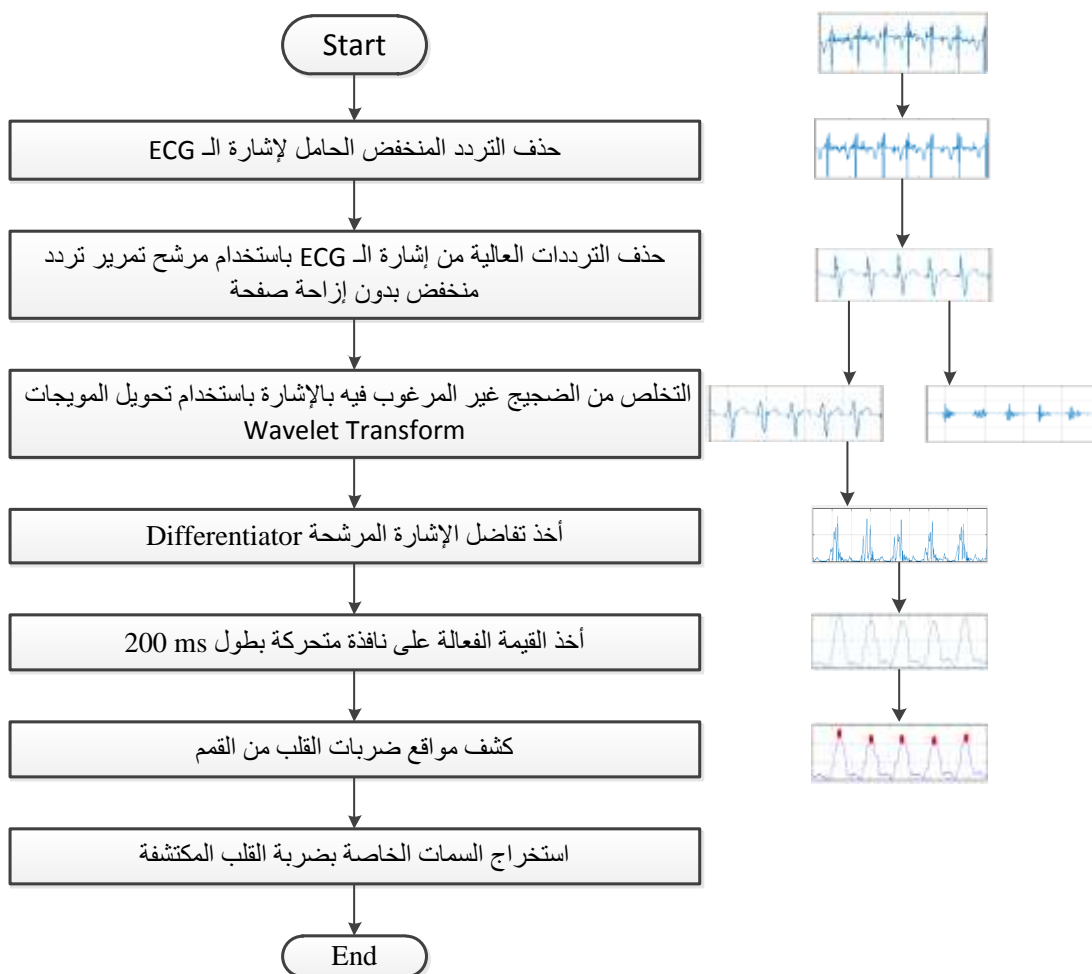 Start
حذف التردد المنخفض الحامل لإشارة الـ ECG
حذف الترددات العالية من إشارة الـ ECG باستخدام مرشح تمرير تردد
منخفض بدون إزاحة صفحة
التخلص من الضجيج غير المرغوب فيه بالإشارة باستخدام تحويل المويجات
Wavelet Transform
أخذ تفاضل الإشارة المرشحة Differentiator
أخذ القيمة الفعالة على نافذة متحركة بطول 200 ms
كشف مواقع ضربات القلب من القمم
استخراج السمات الخاصة بضربة القلب المكتشفة
End